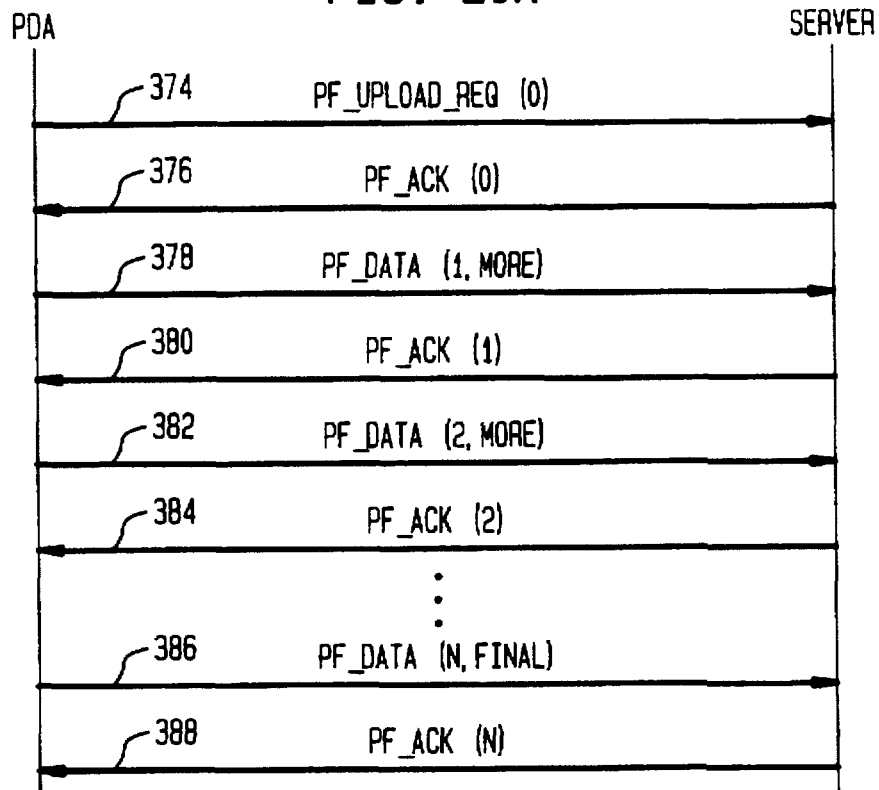 PDA
SERVER
374 PF_UPLOAD_REQ (0)
376 PF_ACK (0)
378 PF_DATA (1, MORE)
380 PF_ACK (1)
382 PF_DATA (2, MORE)
384 PF_ACK (2)
386 PF_DATA (N, FINAL)
388 PF_ACK (N)